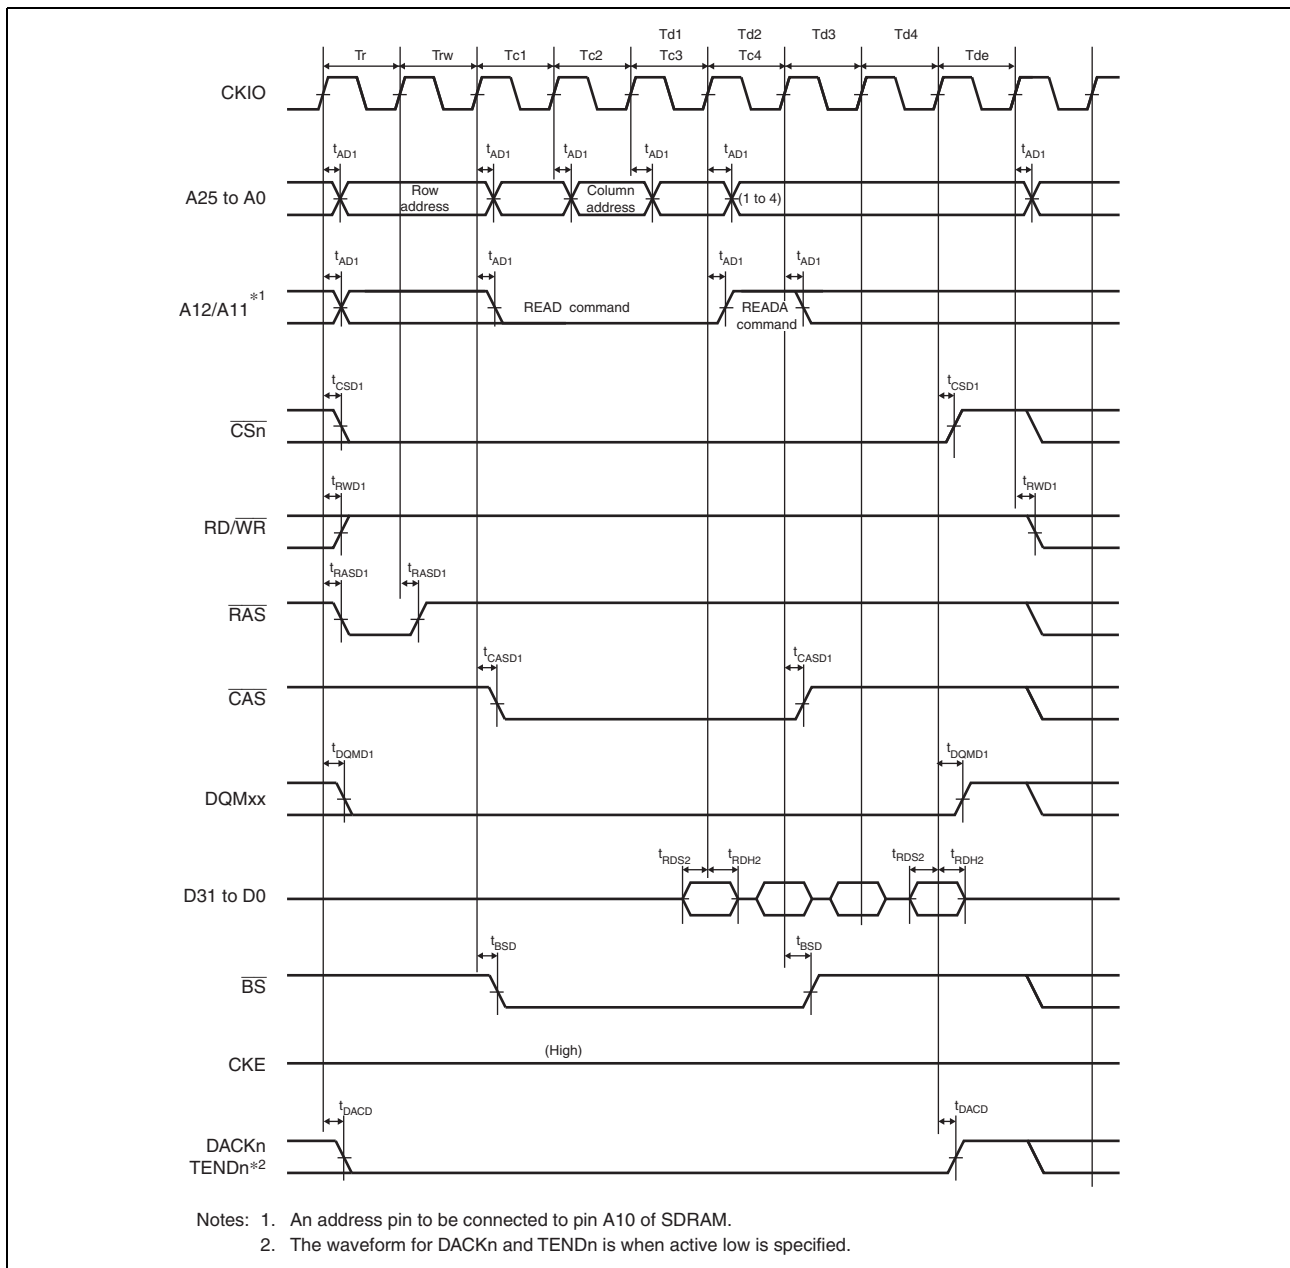 Td1 Td2 Td3 Td4
Tr Trw Tc1 Tc2 Tc3 Tc4 Tde
CKIO
tAD1 tAD1 tAD1 tAD1 tAD1 tAD1
A25 to A0
Row address
Column address
(1 to 4)
tAD1 tAD1 tAD1 tAD1
A12/A11 *1
READ command
READA command
tCSD1 tCSD1
CSn
tRWD1 tRWD1
RD/WR
tRASD1 tRASD1
RAS
tCASD1 tCASD1
CAS
tDQMD1 tDQMD1
DQMxx
tRDS2 tRDH2 tRDS2 tRDH2
D31 to D0
tBSD tBSD
BS
(High)
CKE
tDACD tDACD
DACKn
TENDn*2
Notes: 1. An address pin to be connected to pin A10 of SDRAM.
2. The waveform for DACKn and TENDn is when active low is specified.